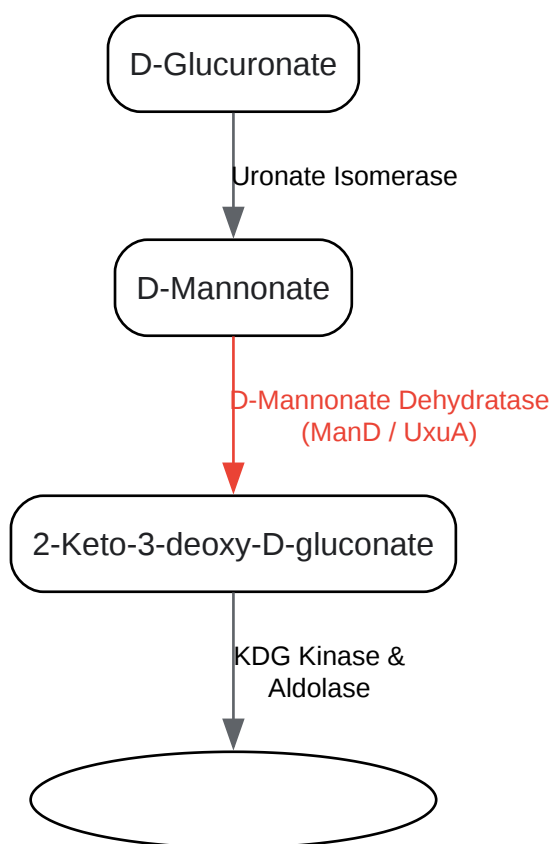 D-Glucuronate
Uronate Isomerase
D-Mannonate
D-Mannonate Dehydratase
(ManD / UxuA)
2-Keto-3-deoxy-D-gluconate
KDG Kinase &
Aldolase